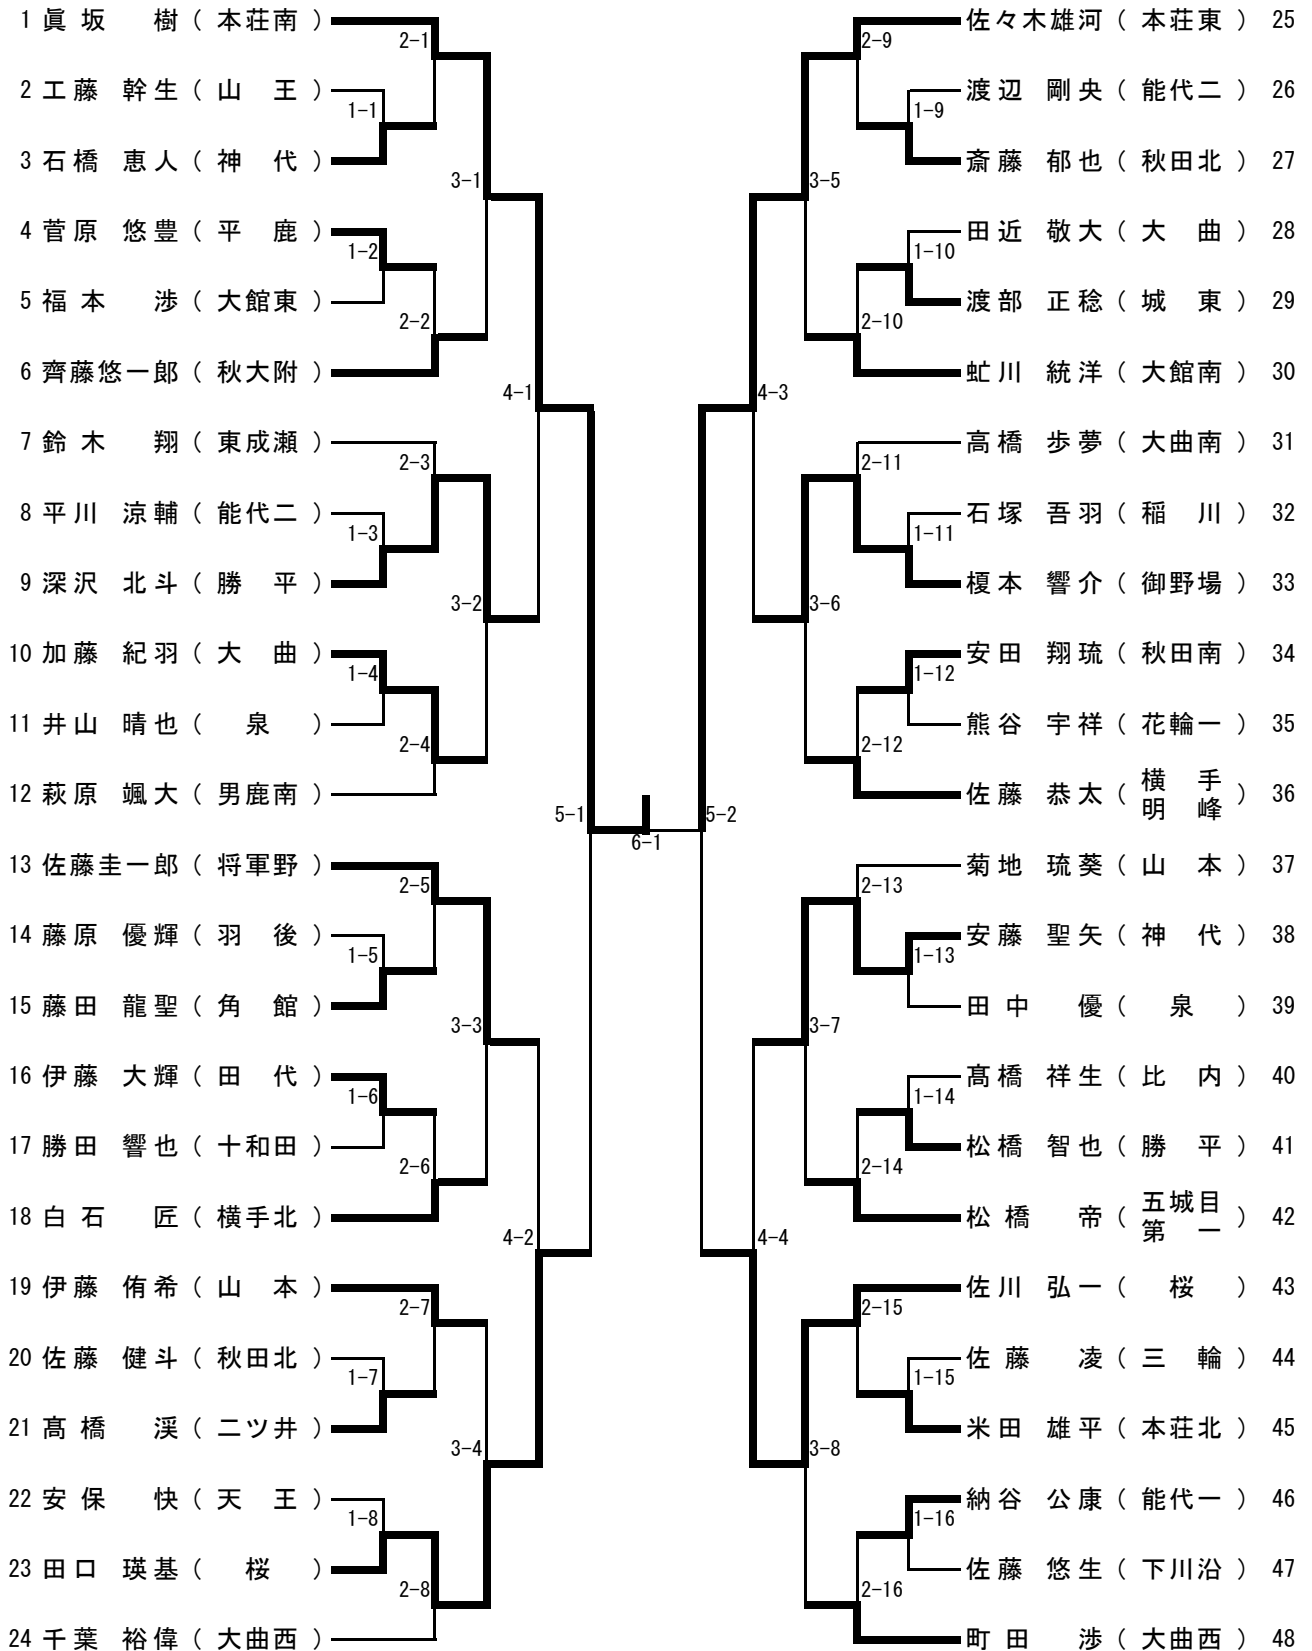 1 眞坂 樹 ( 本荘南 )
2-1
2 工藤 幹生 ( 山 王 )
1-1
3 石橋 恵人 ( 神 代 )
3-1
4 菅原 悠豊 ( 平 鹿 )
1-2
5 福本 渉 ( 大館東 )
2-2
6 齊藤悠一郎 ( 秋大附 )
4-1
7 鈴木 翔 ( 東成瀬 )
2-3
8 平川 涼輔 ( 能代二 )
1-3
9 深沢 北斗 ( 勝 平 )
3-2
10 加藤 紀羽 ( 大 曲 )
1-4
11 井山 晴也 ( 泉 )
2-4
12 萩原 颯大 ( 男鹿南 )
5-1
13 佐藤圭一郎 ( 将軍野 )
2-5
14 藤原 優輝 ( 羽 後 )
1-5
15 藤田 龍聖 ( 角 館 )
3-3
16 伊藤 大輝 ( 田 代 )
1-6
17 勝田 響也 ( 十和田 )
2-6
18 白石 匠 ( 横手北 )
4-2
19 伊藤 侑希 ( 山 本 )
2-7
20 佐藤 健斗 ( 秋田北 )
1-7
21 髙橋 渓 ( 二ツ井 )
3-4
22 安保 快 ( 天 王 )
1-8
23 田口 瑛基 ( 桜 )
2-8
24 千葉 裕偉 ( 大曲西 )
6-1
佐々木雄河 ( 本荘東 ) 25
2-9
渡辺 剛央 ( 能代二 ) 26
1-9
斎藤 郁也 ( 秋田北 ) 27
3-5
田近 敬大 ( 大 曲 ) 28
1-10
渡部 正稔 ( 城 東 ) 29
2-10
虻川 統洋 ( 大館南 ) 30
4-3
高橋 歩夢 ( 大曲南 ) 31
2-11
石塚 吾羽 ( 稲 川 ) 32
1-11
榎本 響介 ( 御野場 ) 33
3-6
安田 翔琉 ( 秋田南 ) 34
1-12
熊谷 宇祥 ( 花輪一 ) 35
2-12
佐藤 恭太 ( 横手明峰 ) 36
5-2
菊地 琉葵 ( 山 本 ) 37
2-13
安藤 聖矢 ( 神 代 ) 38
1-13
田中 優 ( 泉 ) 39
3-7
髙橋 祥生 ( 比 内 ) 40
1-14
松橋 智也 ( 勝 平 ) 41
2-14
松橋 帝 ( 五城目第一 ) 42
4-4
佐川 弘一 ( 桜 ) 43
2-15
佐藤 凌 ( 三 輪 ) 44
1-15
米田 雄平 ( 本荘北 ) 45
3-8
納谷 公康 ( 能代一 ) 46
1-16
佐藤 悠生 ( 下川沿 ) 47
2-16
町田 渉 ( 大曲西 ) 48